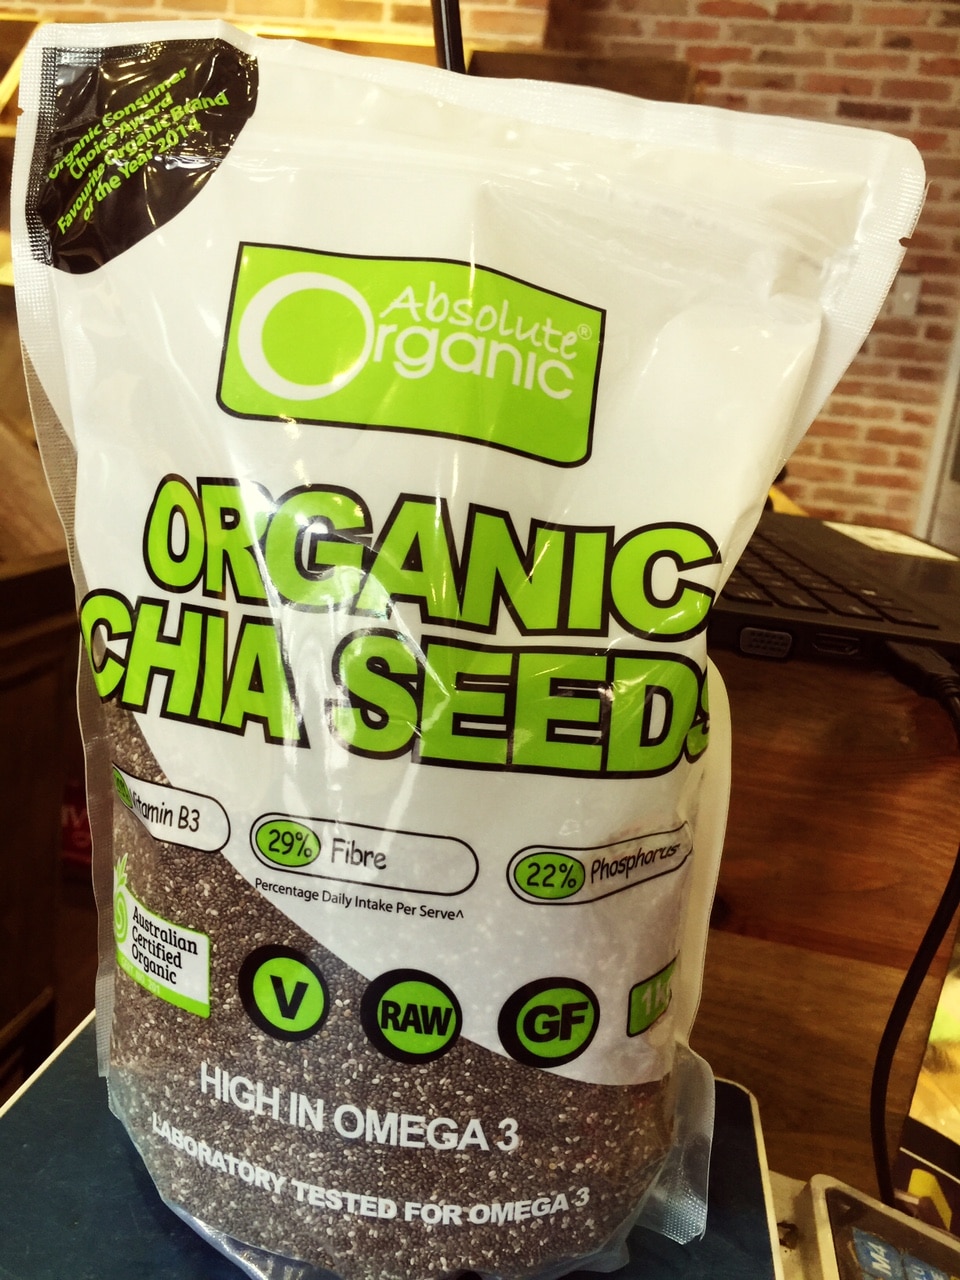 Organic Consumer
Choice Award
Favourite Organic Brand
of the Year 2014
Absolute®
Organic
ORGANIC
CHIA SEEDS
Vitamin B3
29% Fibre
22% Phosphorus
Percentage Daily Intake Per Serve^
Australian
Certified
Organic
V
RAW
GF
HIGH IN OMEGA 3
LABORATORY TESTED FOR OMEGA 3
M4